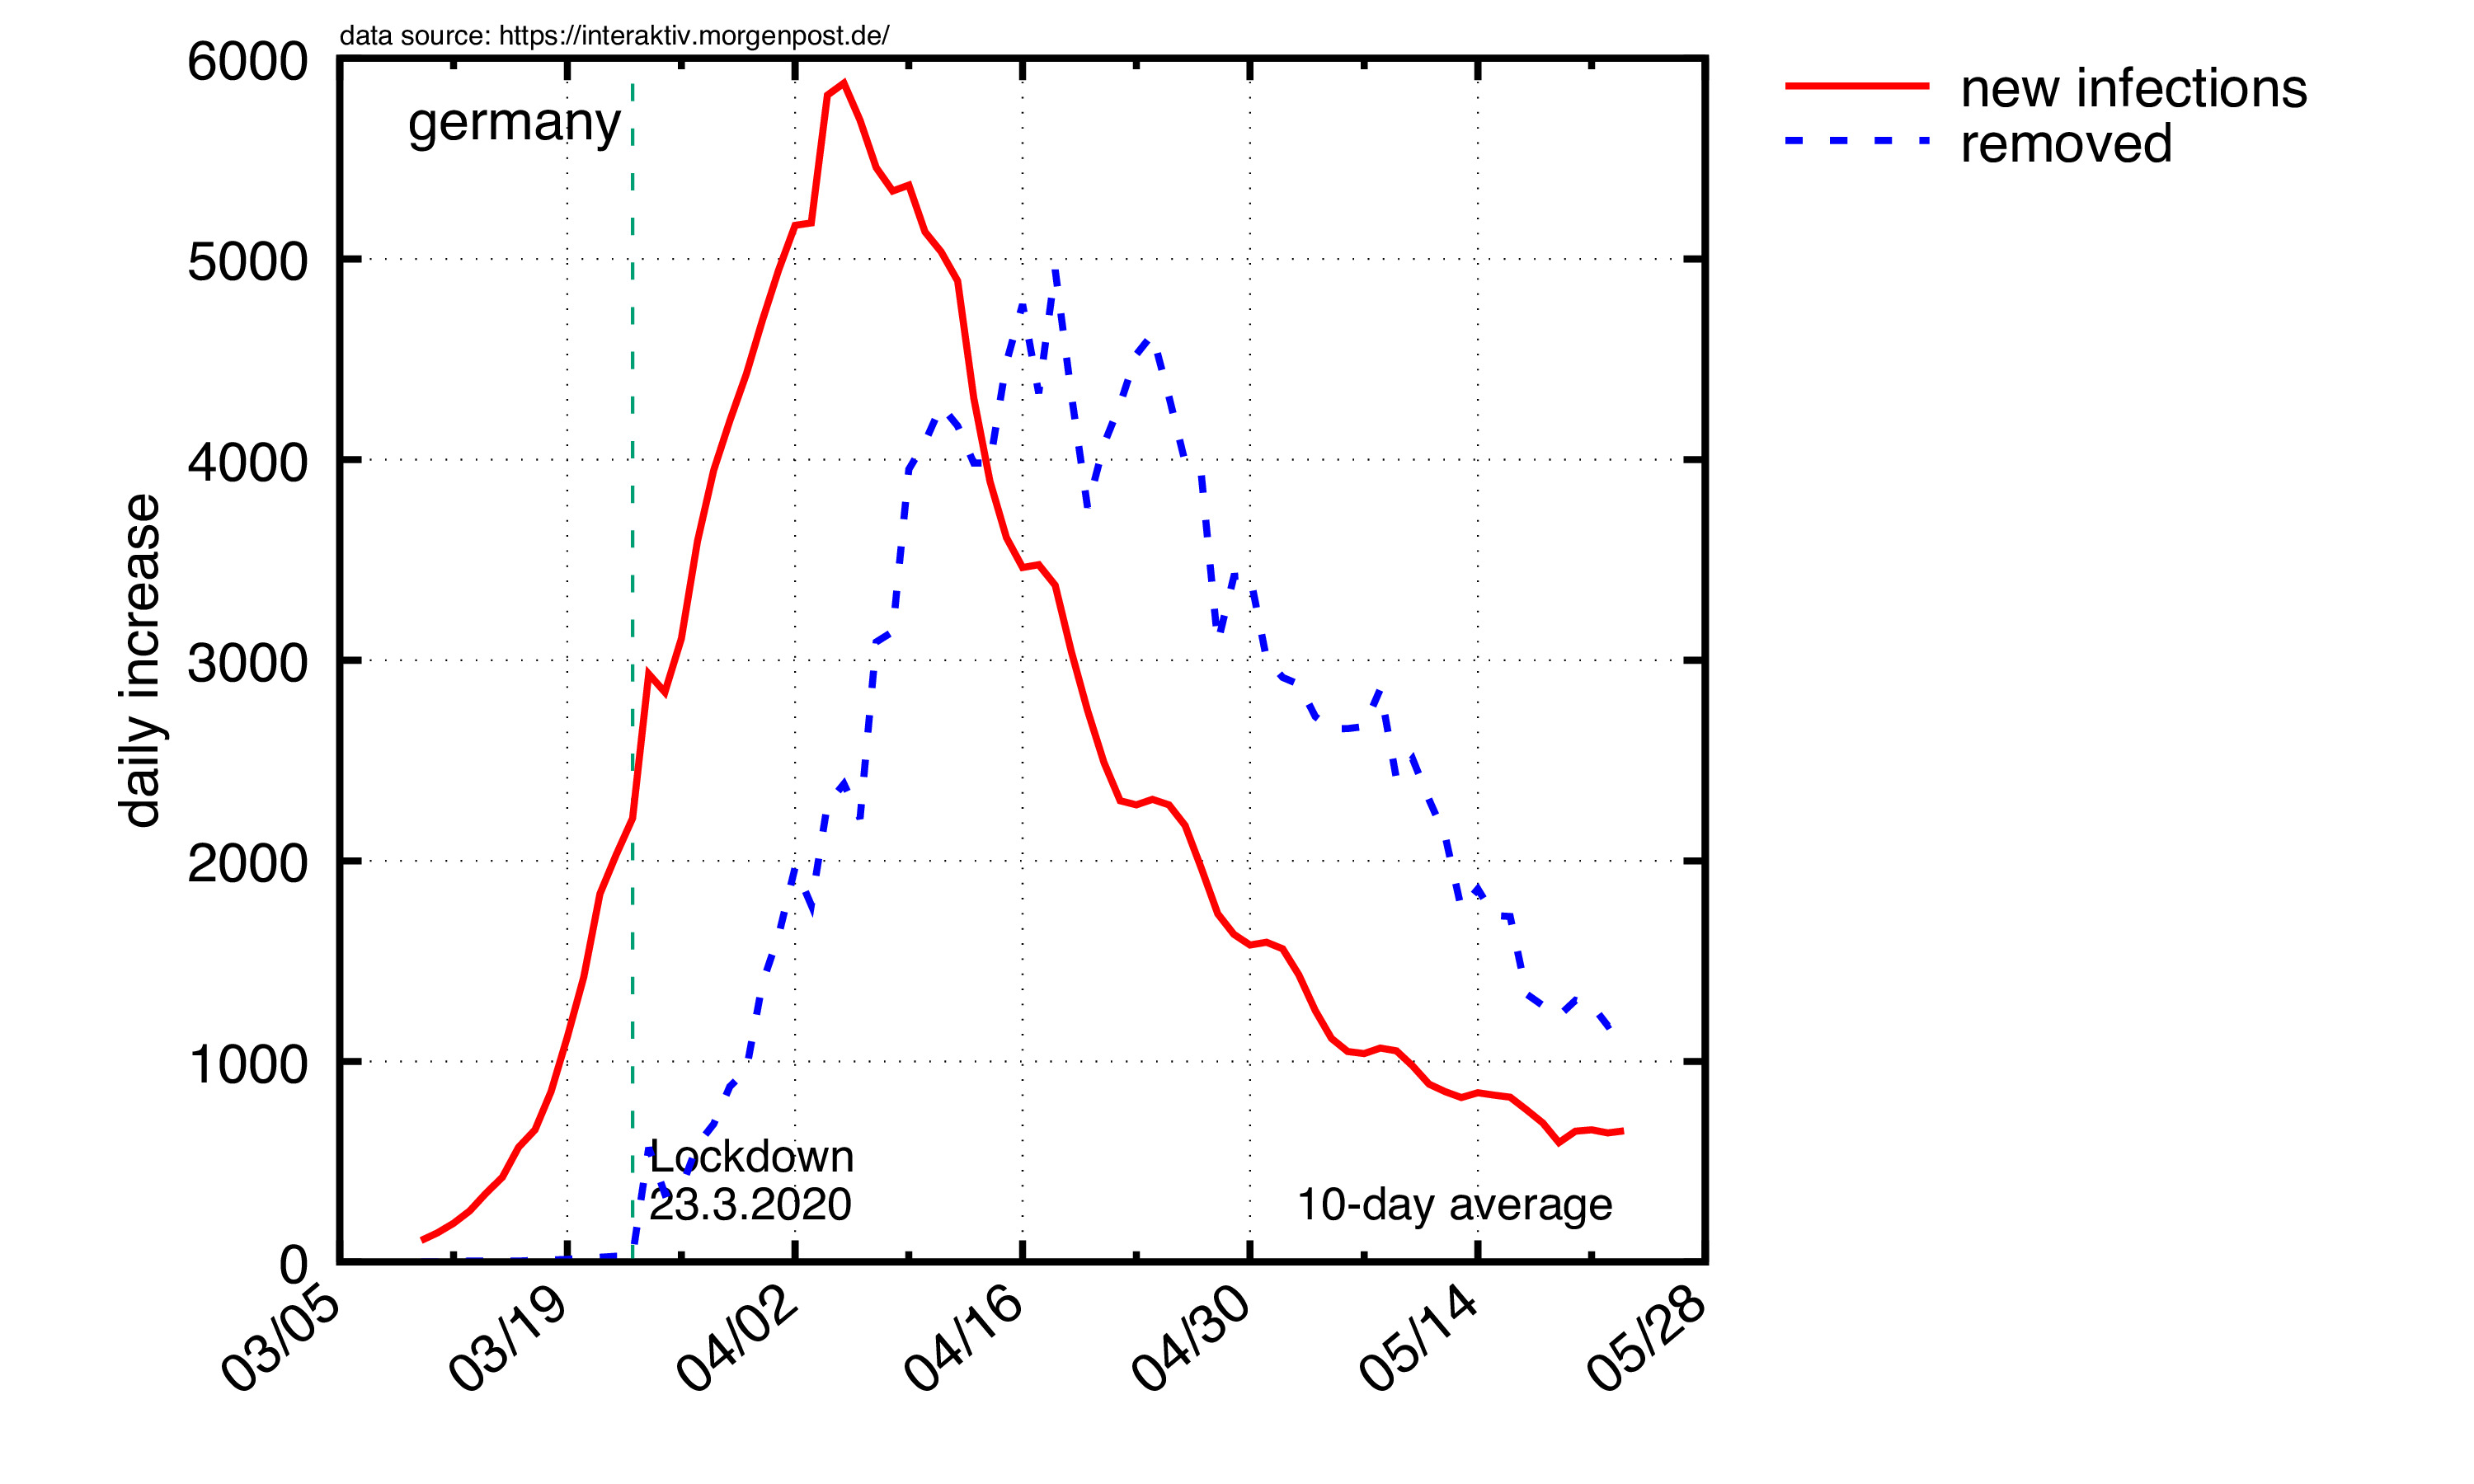 data source: https://interaktiv.morgenpost.de/
germany
new infections
removed
6000
5000
4000
3000
2000
1000
0
daily increase
Lockdown
23.3.2020
10-day average
03/05
03/19
04/02
04/16
04/30
05/14
05/28